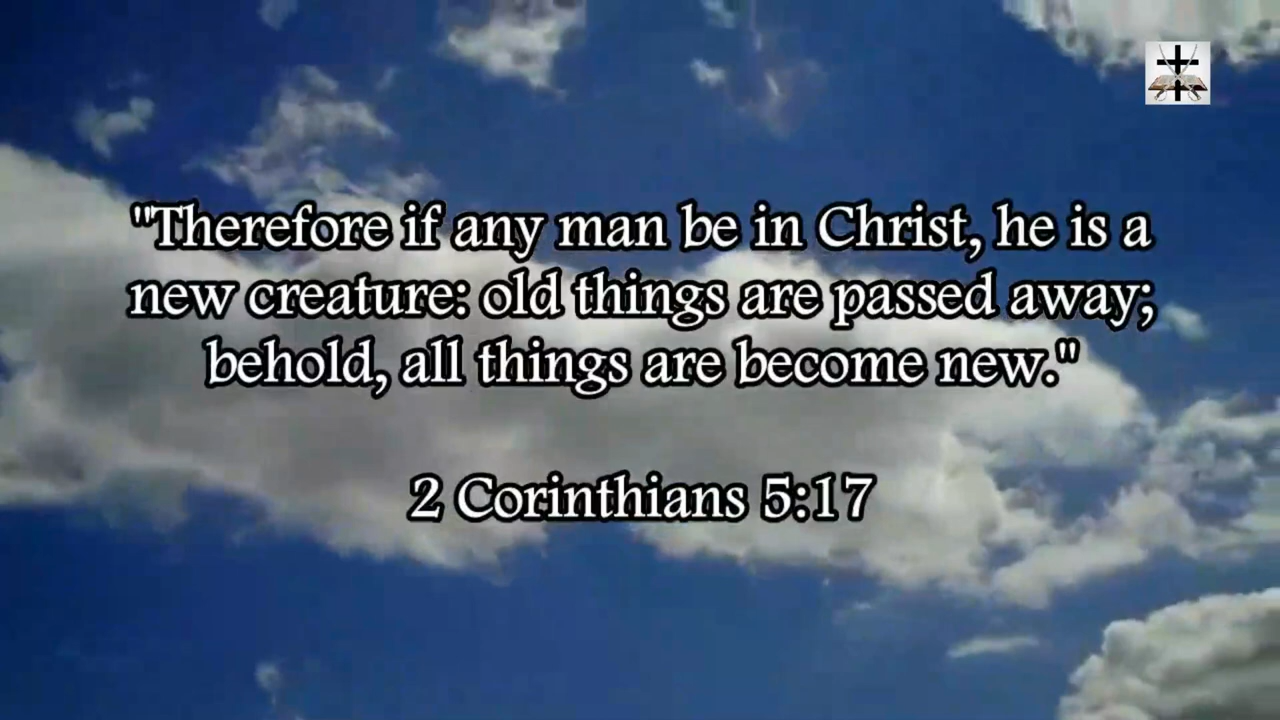 "Therefore if any man be in Christ, he is a
new creature: old things are passed away;
behold, all things are become new."
2 Corinthians 5:17